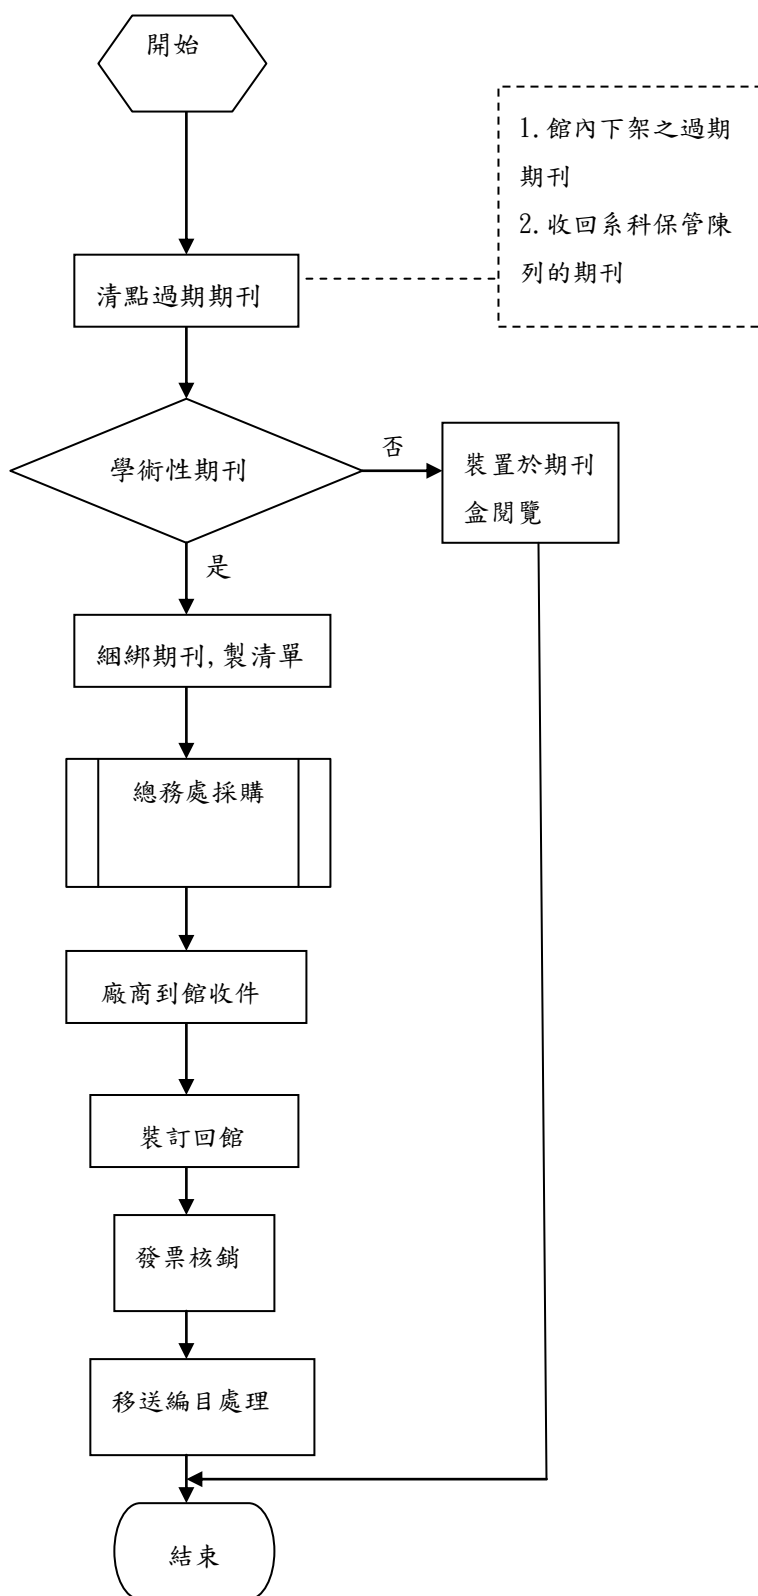 開始
1.館內下架之過期
期刊
2.收回系科保管陳
列的期刊
清點過期期刊
學術性期刊
否
裝置於期刊
盒閱覽
是
綑綁期刊,製清單
總務處採購
廠商到館收件
裝訂回館
發票核銷
移送編目處理
結束